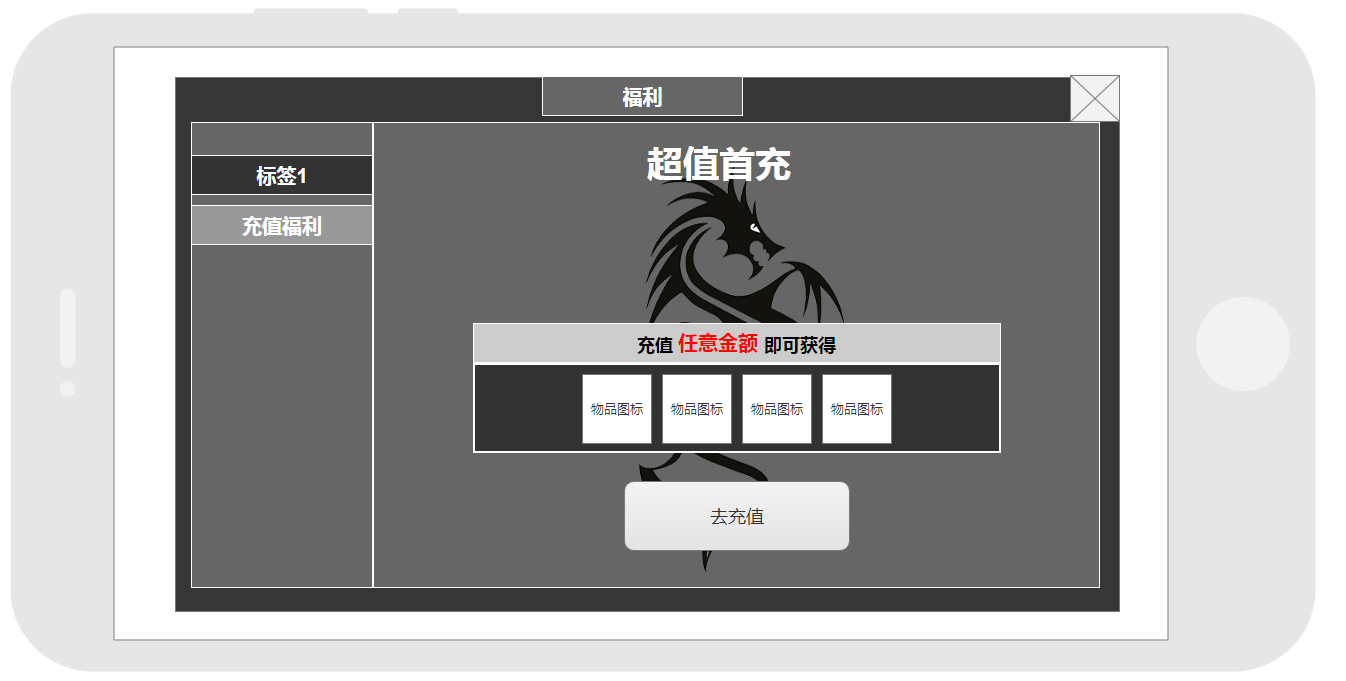 福利
标签1
充值福利
超值首充
充值 任意金额 即可获得
物品图标 物品图标 物品图标 物品图标
去充值